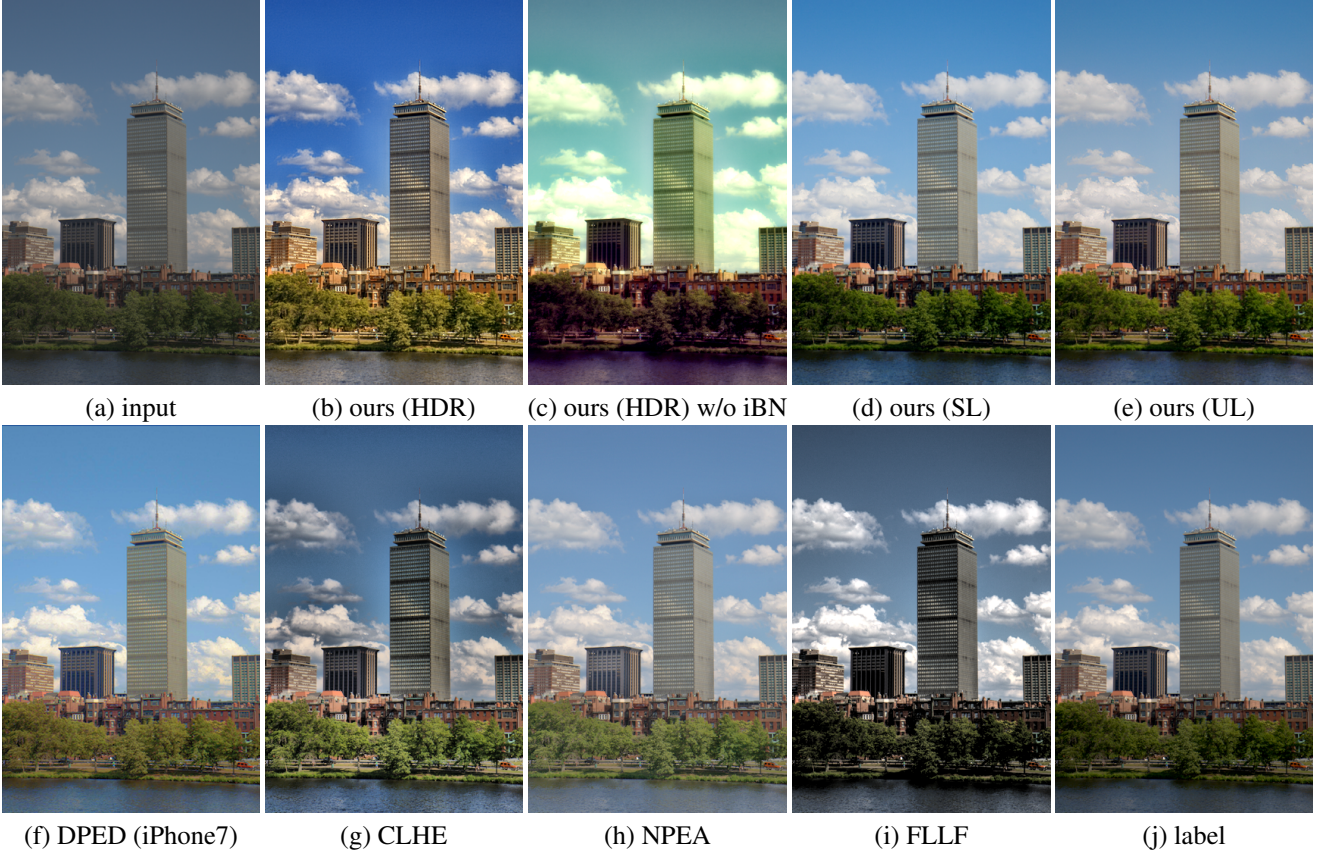 (a) input
(b) ours (HDR)
(c) ours (HDR) w/o iBN
(d) ours (SL)
(e) ours (UL)
(f) DPED (iPhone7)
(g) CLHE
(h) NPEA
(i) FLLF
(j) label